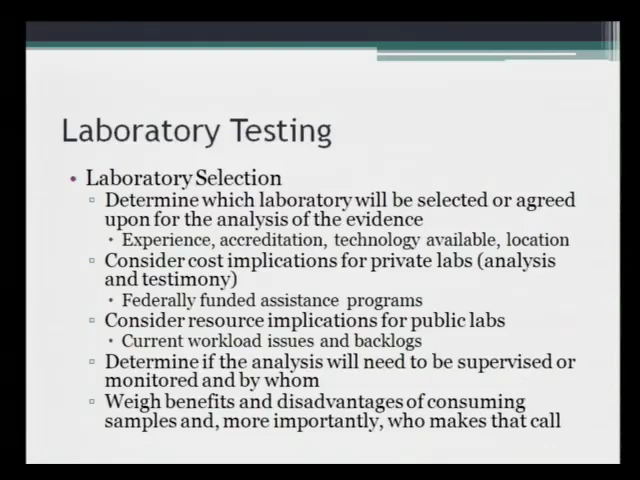 Laboratory Testing
• Laboratory Selection
▫ Determine which laboratory will be selected or agreed
upon for the analysis of the evidence
• Experience, accreditation, technology available, location
▫ Consider cost implications for private labs (analysis
and testimony)
• Federally funded assistance programs
▫ Consider resource implications for public labs
• Current workload issues and backlogs
▫ Determine if the analysis will need to be supervised or
monitored and by whom
▫ Weigh benefits and disadvantages of consuming
samples and, more importantly, who makes that call